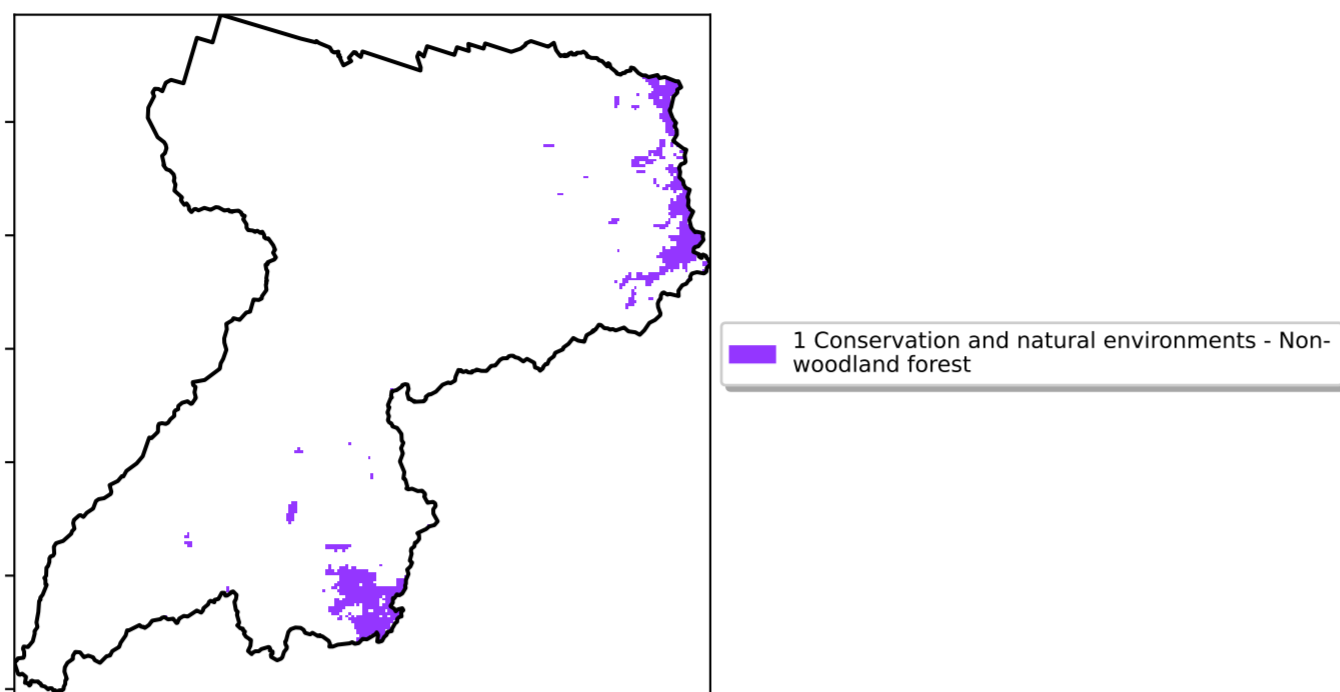 1 Conservation and natural environments - Non-
woodland forest